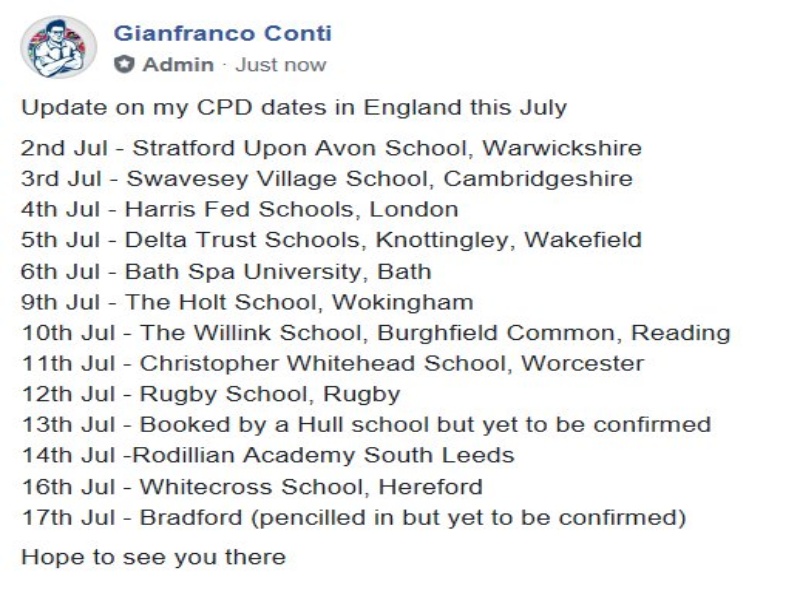 Gianfranco Conti
Admin · Just now
Update on my CPD dates in England this July
2nd Jul - Stratford Upon Avon School, Warwickshire
3rd Jul - Swavesey Village School, Cambridgeshire
4th Jul - Harris Fed Schools, London
5th Jul - Delta Trust Schools, Knottingley, Wakefield
6th Jul - Bath Spa University, Bath
9th Jul - The Holt School, Wokingham
10th Jul - The Willink School, Burghfield Common, Reading
11th Jul - Christopher Whitehead School, Worcester
12th Jul - Rugby School, Rugby
13th Jul - Booked by a Hull school but yet to be confirmed
14th Jul -Rodillian Academy South Leeds
16th Jul - Whitecross School, Hereford
17th Jul - Bradford (pencilled in but yet to be confirmed)
Hope to see you there